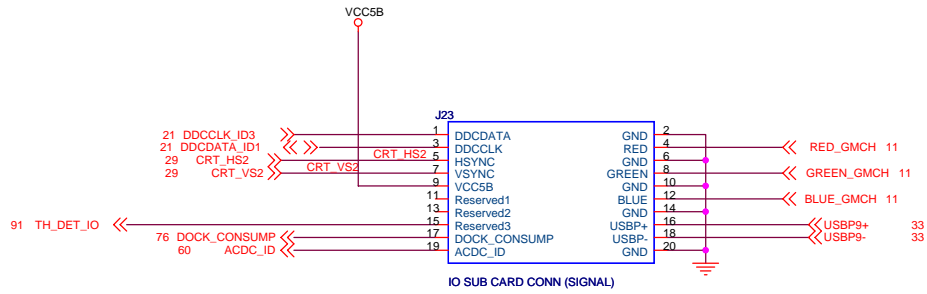 VCC5B
J23
21 DDCCLK_ID3 1 DDCDATA GND 2
21 DDCDATA_ID1 3 DDCCLK RED 4 RED_GMCH 11
29 CRT_HS2 CRT_HS2 5 HSYNC GND 6
29 CRT_VS2 CRT_VS2 7 VSYNC GREEN 8 GREEN_GMCH 11
9 VCC5B GND 10
11 Reserved1 BLUE 12 BLUE_GMCH 11
13 Reserved2 GND 14
91 TH_DET_IO 15 Reserved3 USBP+ 16 USBP9+ 33
76 DOCK_CONSUMP 17 DOCK_CONSUMP USBP- 18 USBP9- 33
60 ACDC_ID 19 ACDC_ID GND 20
IO SUB CARD CONN (SIGNAL)